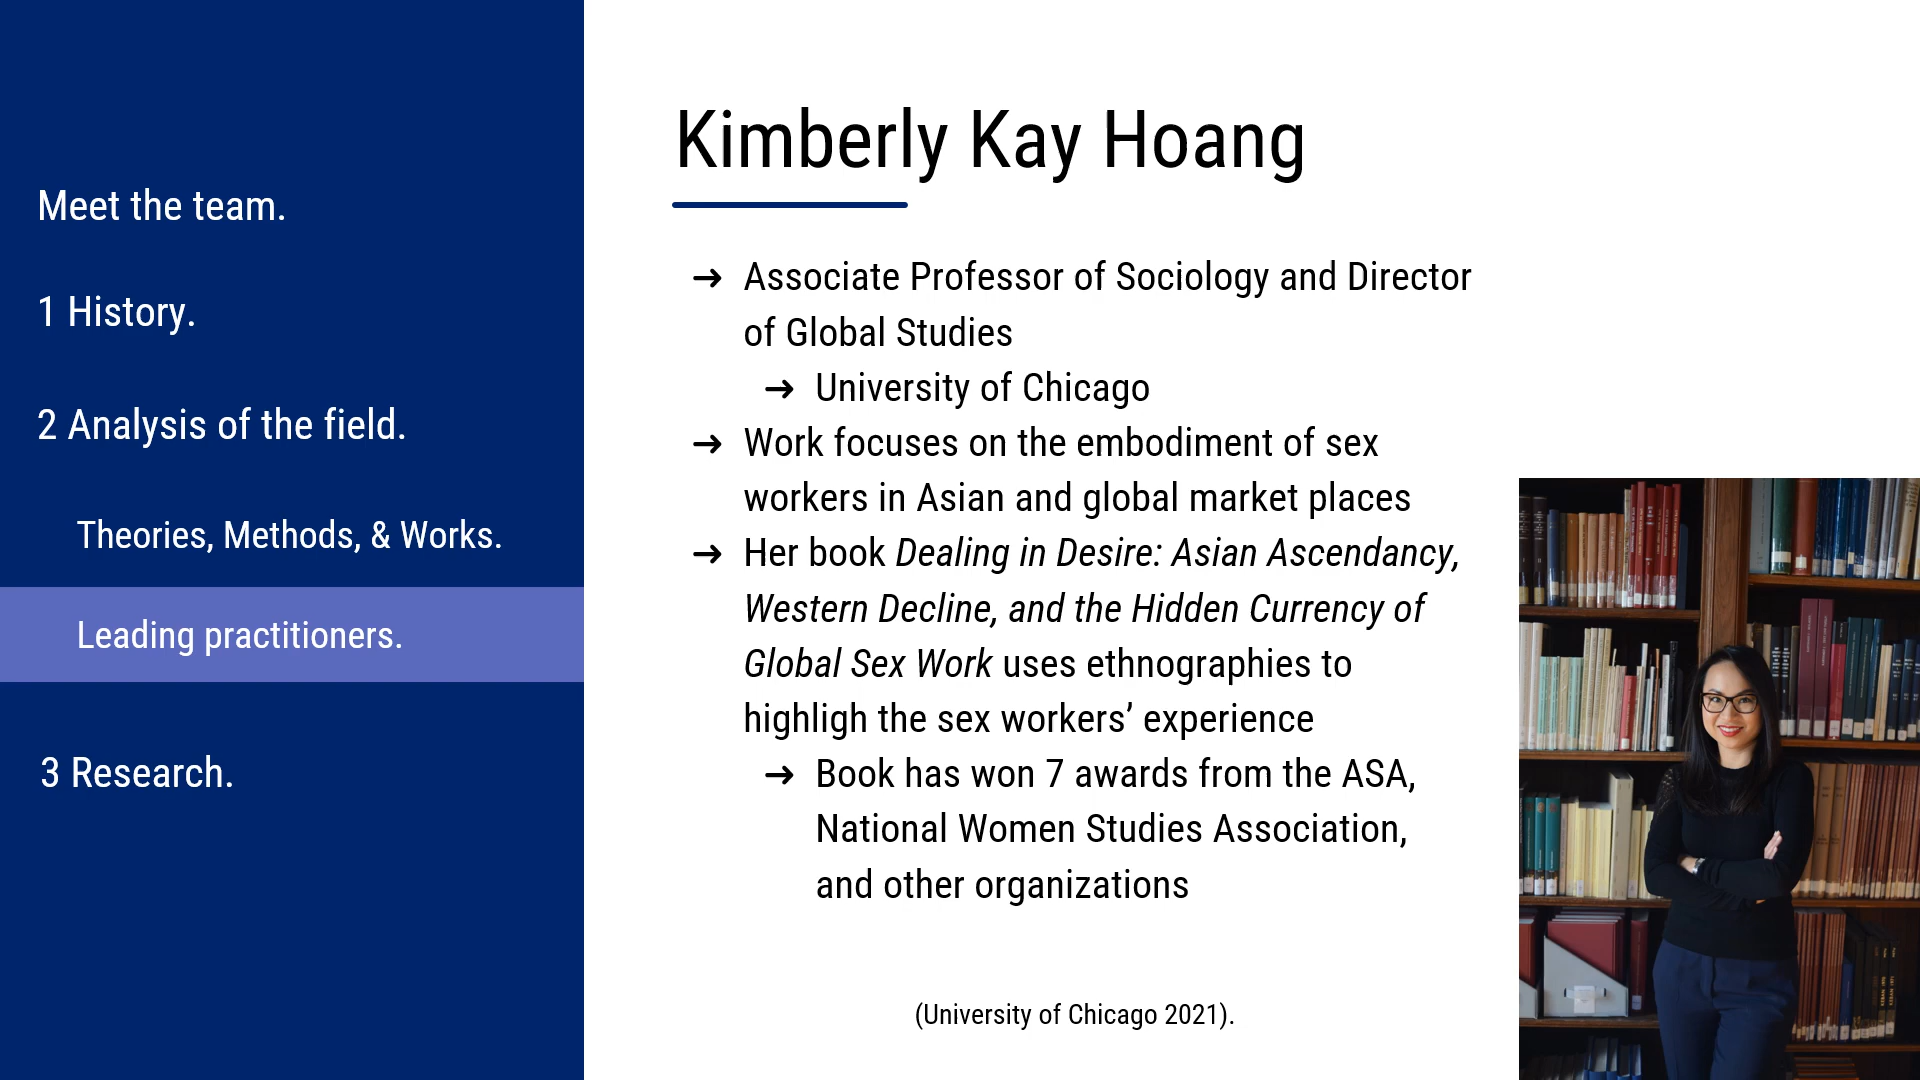 Meet the team.
1 History.
2 Analysis of the field.
Theories, Methods, & Works.
Leading practitioners.
3 Research.
Kimberly Kay Hoang
➔ Associate Professor of Sociology and Director
of Global Studies
➔ University of Chicago
➔ Work focuses on the embodiment of sex
workers in Asian and global market places
➔ Her book Dealing in Desire: Asian Ascendancy,
Western Decline, and the Hidden Currency of
Global Sex Work uses ethnographies to
highligh the sex workers’ experience
➔ Book has won 7 awards from the ASA,
National Women Studies Association,
and other organizations
(University of Chicago 2021).